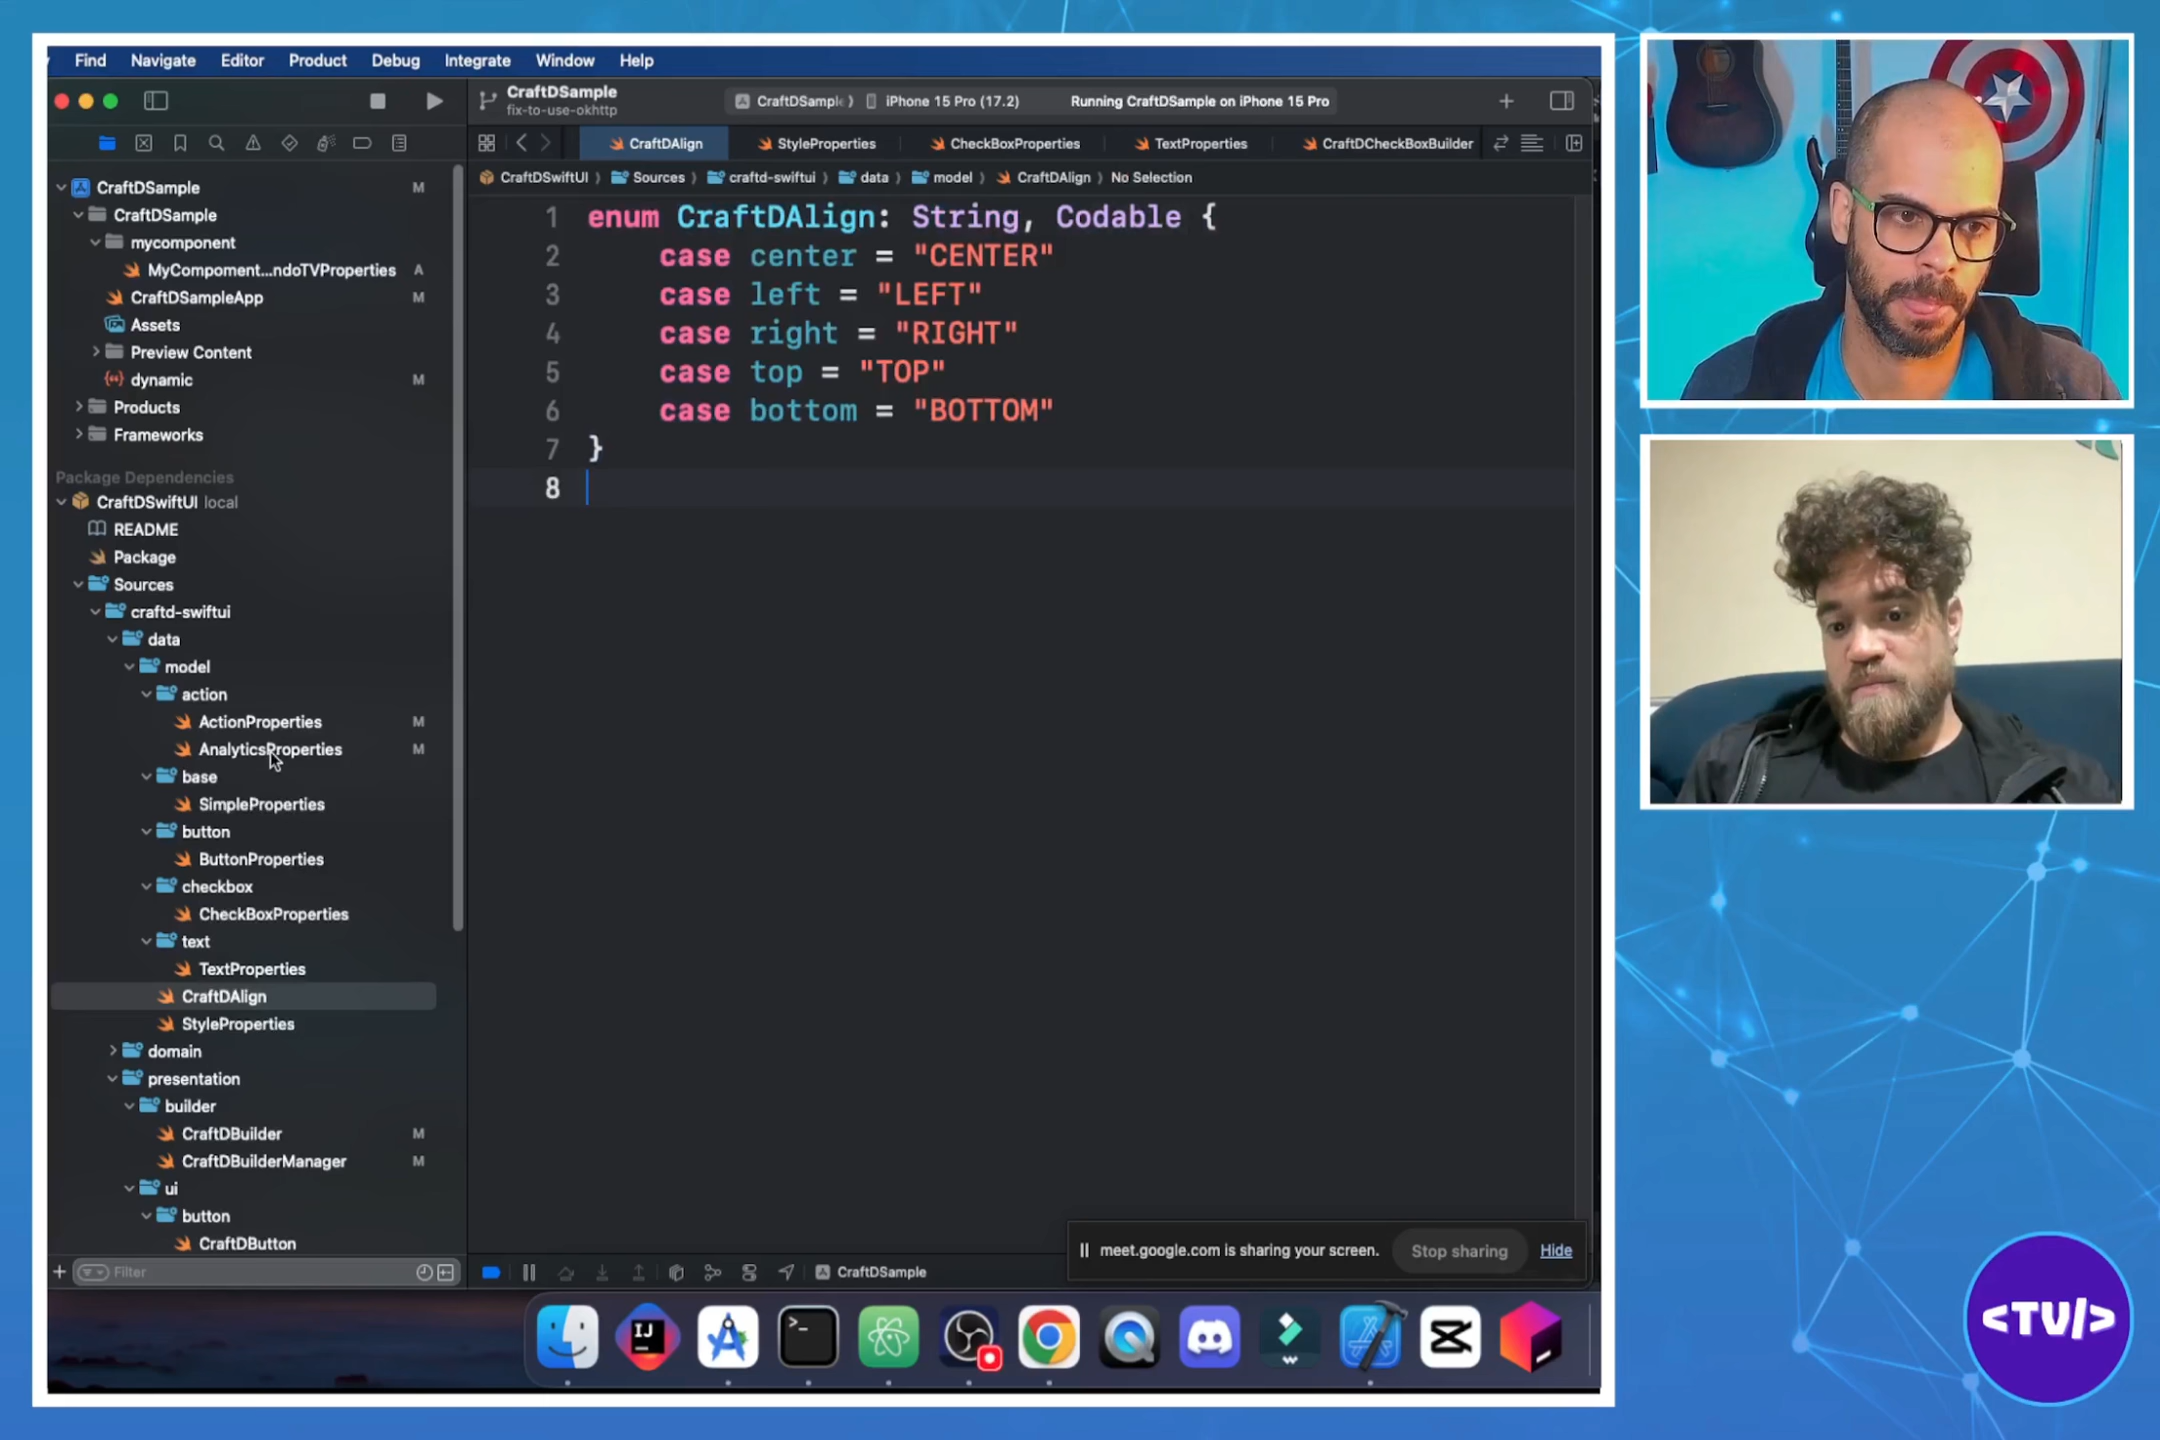 Find Navigate Editor Product Debug Integrate Window Help
CraftDSample
fix-to-use-okhttp
CraftDSampl
iPhone 15 Pro (17.2)
Running CraftDSample on iPhone 15 Pro
CraftDAlign
StyleProperties
CheckBoxProperties
TextProperties
CraftDCheckBoxBuilder
CraftDSwiftUI
Sources
craftd-swiftui
data
model
CraftDAlign
No Selection
CraftDSample M
CraftDSample
mycomponent
MyCompoment...ndoTVProperties A
CraftDSampleApp M
Assets
Preview Content
dynamic M
Products
Frameworks
Package Dependencies
CraftDSwiftUI local
README
Package
Sources
craftd-swiftui
data
model
action
ActionProperties M
AnalyticsProperties M
base
SimpleProperties
button
ButtonProperties
checkbox
CheckBoxProperties
text
TextProperties
CraftDAlign
StyleProperties
domain
presentation
builder
CraftDBuilder M
CraftDBuilderManager M
ui
button
CraftDButton
Filter
1 enum CraftDAlign: String, Codable {
2 case center = "CENTER"
3 case left = "LEFT"
4 case right = "RIGHT"
5 case top = "TOP"
6 case bottom = "BOTTOM"
7 }
8
CraftDSample
meet.google.com is sharing your screen.
Stop sharing
Hide
IJ
<TV/>